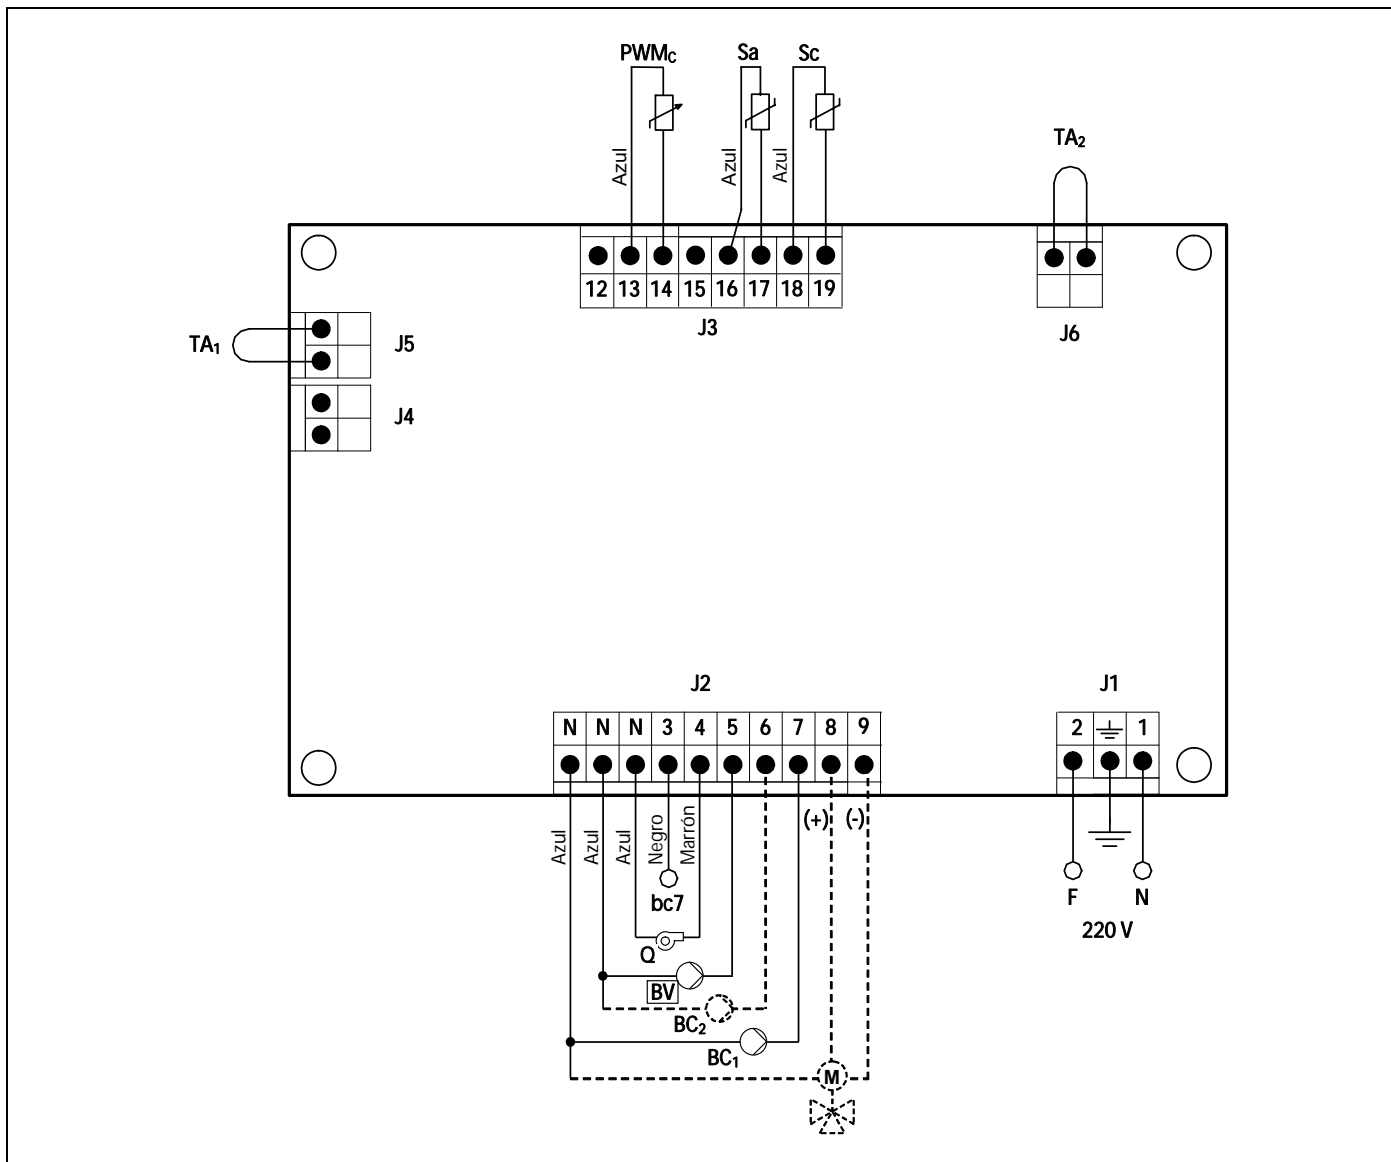 PWMC Sa Sc
TA2
Azul Azul Azul
12 13 14 15 16 17 18 19
J3
J6
TA1
J5
J4
J2
J1
N N N 3 4 5 6 7 8 9
2 1
Azul Azul Azul Negro Marrón (+) (-)
bc7
F N
220 V
Q
BV
BC2
BC1
M